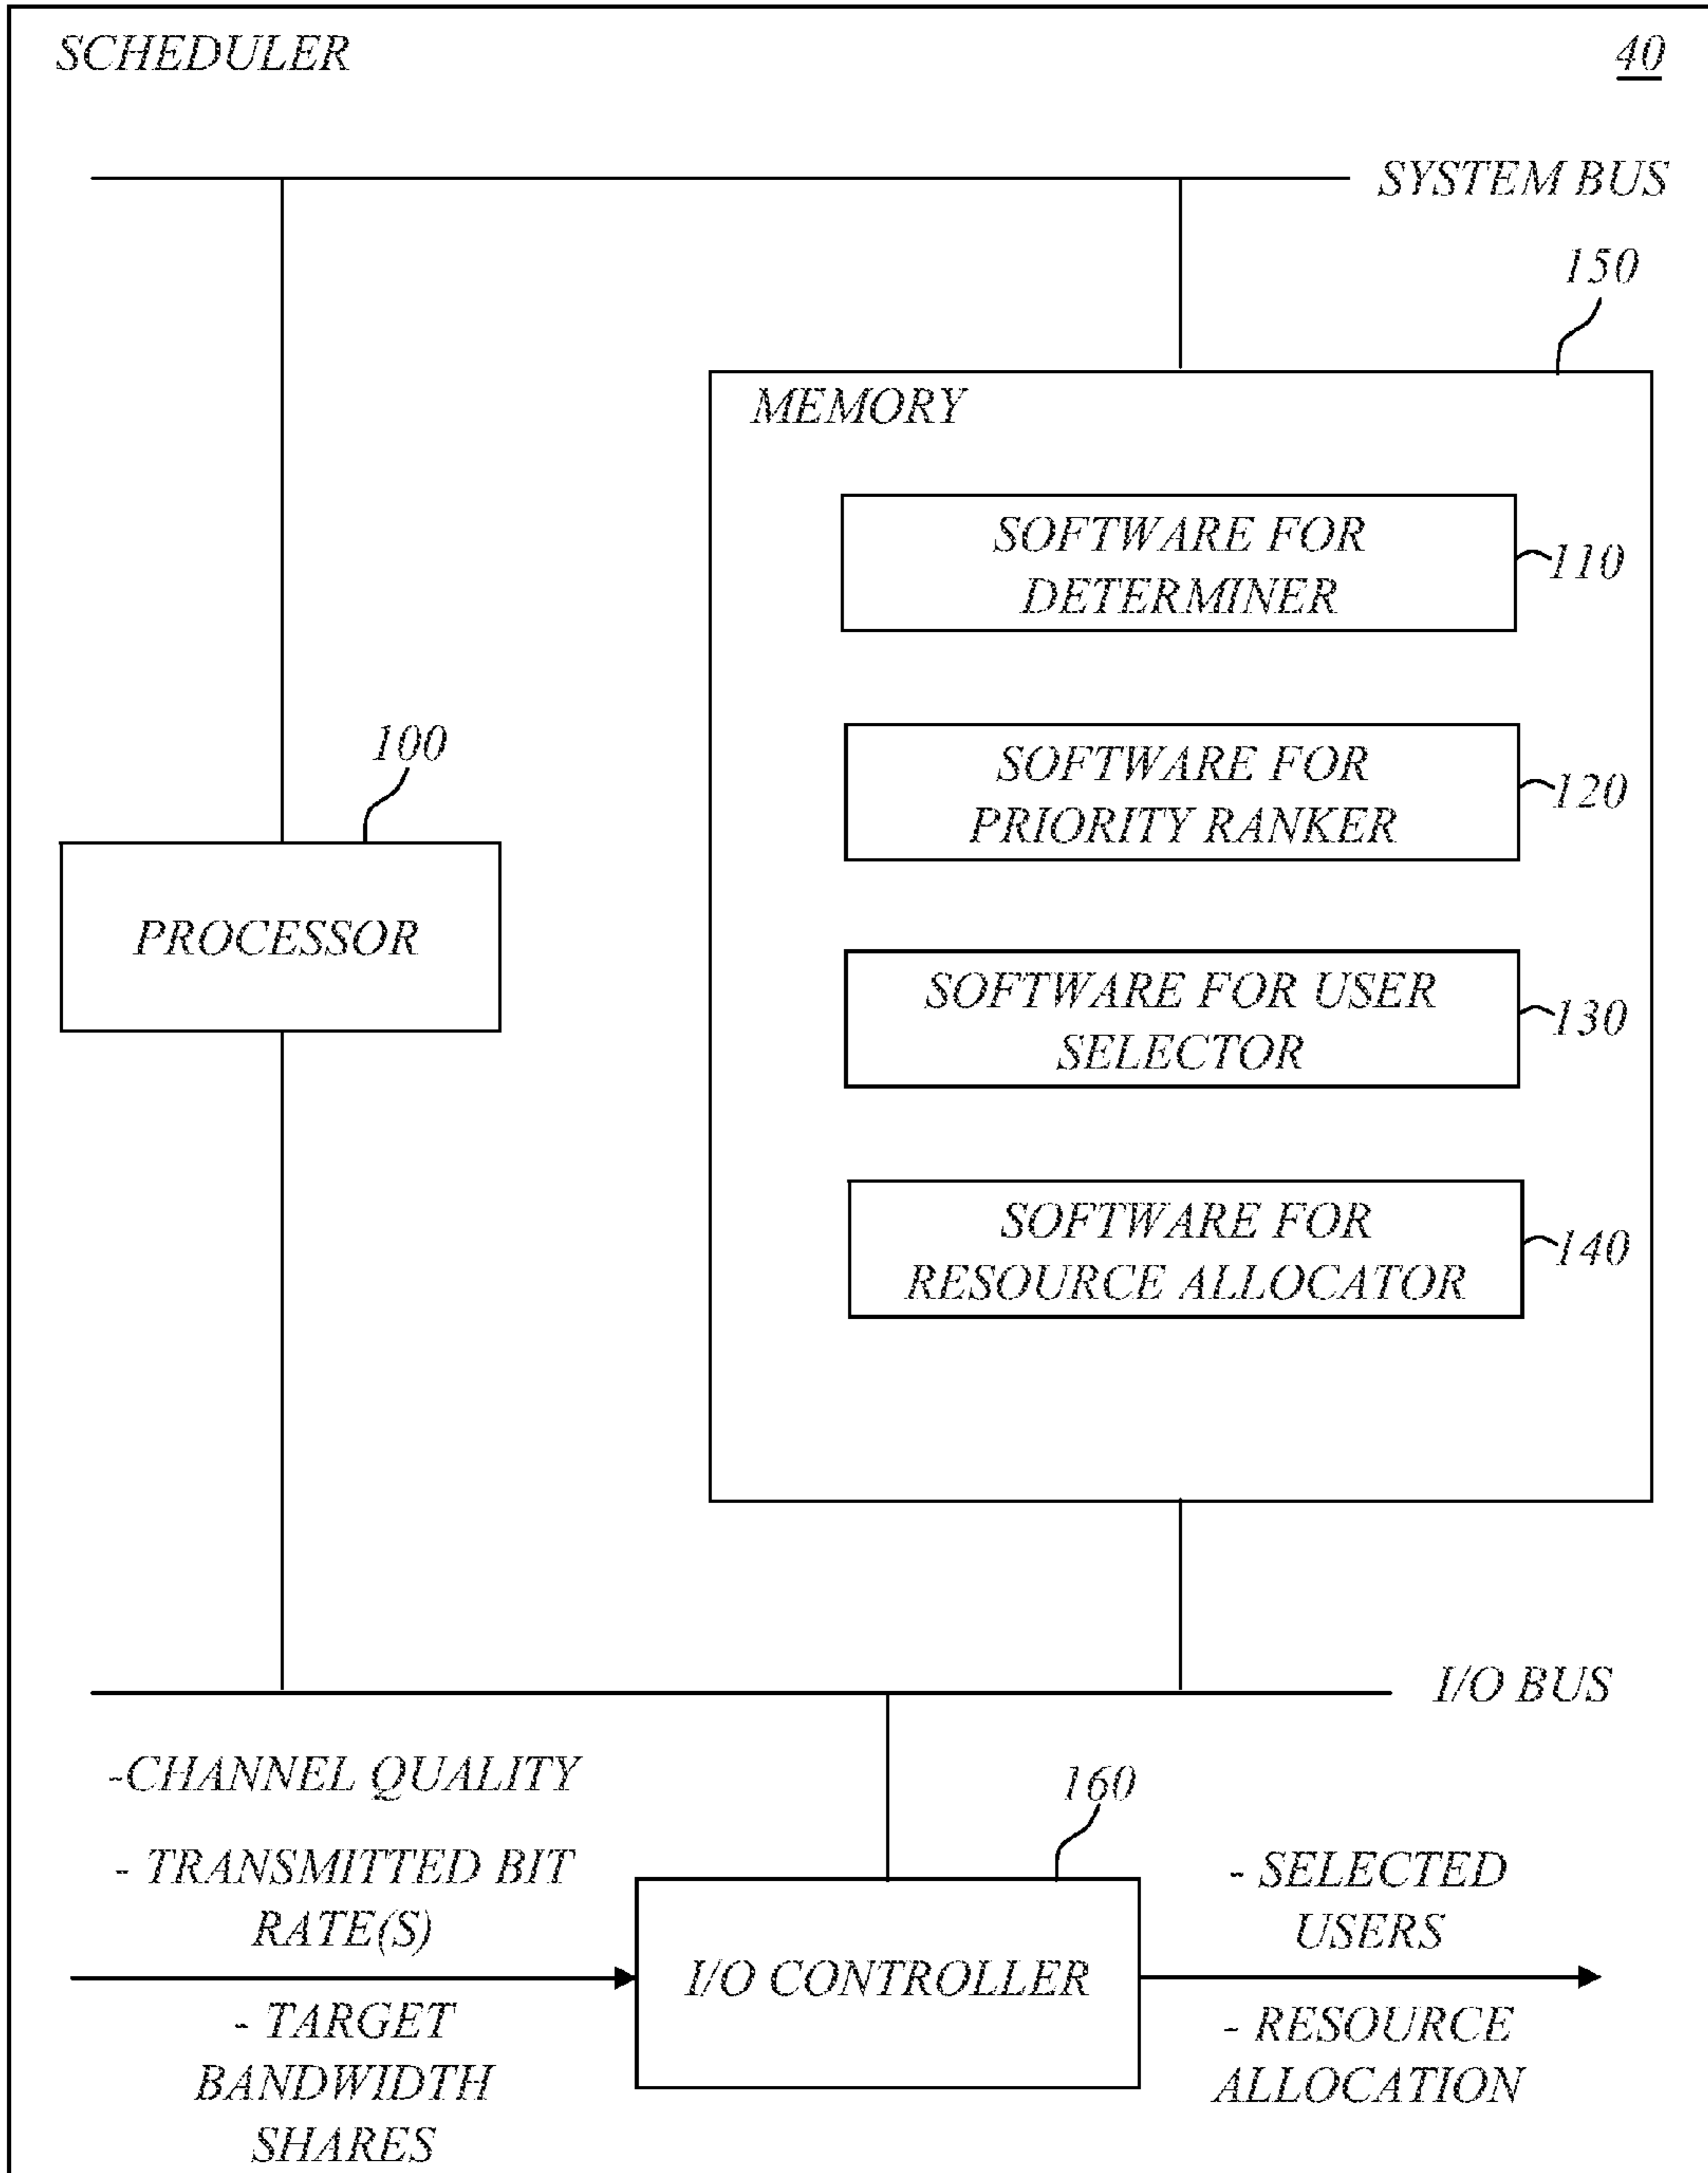 SCHEDULER
40
SYSTEM BUS
150
MEMORY
SOFTWARE FOR
DETERMINER
110
100
SOFTWARE FOR
PRIORITY RANKER
120
PROCESSOR
SOFTWARE FOR USER
SELECTOR
130
SOFTWARE FOR
RESOURCE ALLOCATOR
140
I/O BUS
-CHANNEL QUALITY
- TRANSMITTED BIT
RATE(S)
- TARGET
BANDWIDTH
SHARES
160
I/O CONTROLLER
- SELECTED
USERS
- RESOURCE
ALLOCATION